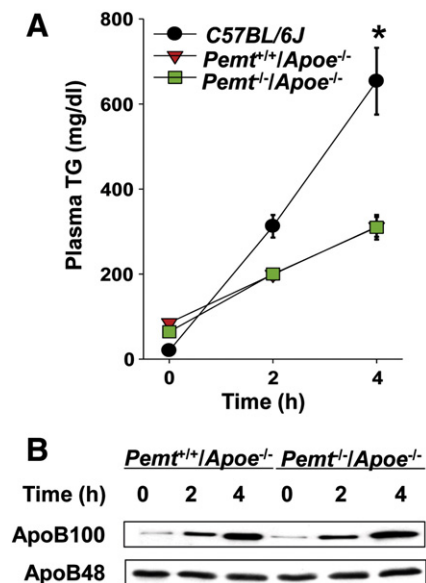 A
C57BL/6J
Pemt+/+/Apoe-/-
Pemt-/-/Apoe-/-
*
Plasma TG (mg/dl)
800
600
400
200
0
0 2 4
Time (h)
B
Pemt+/+/Apoe-/- Pemt-/-/Apoe-/-
Time (h) 0 2 4 0 2 4
ApoB100
ApoB48